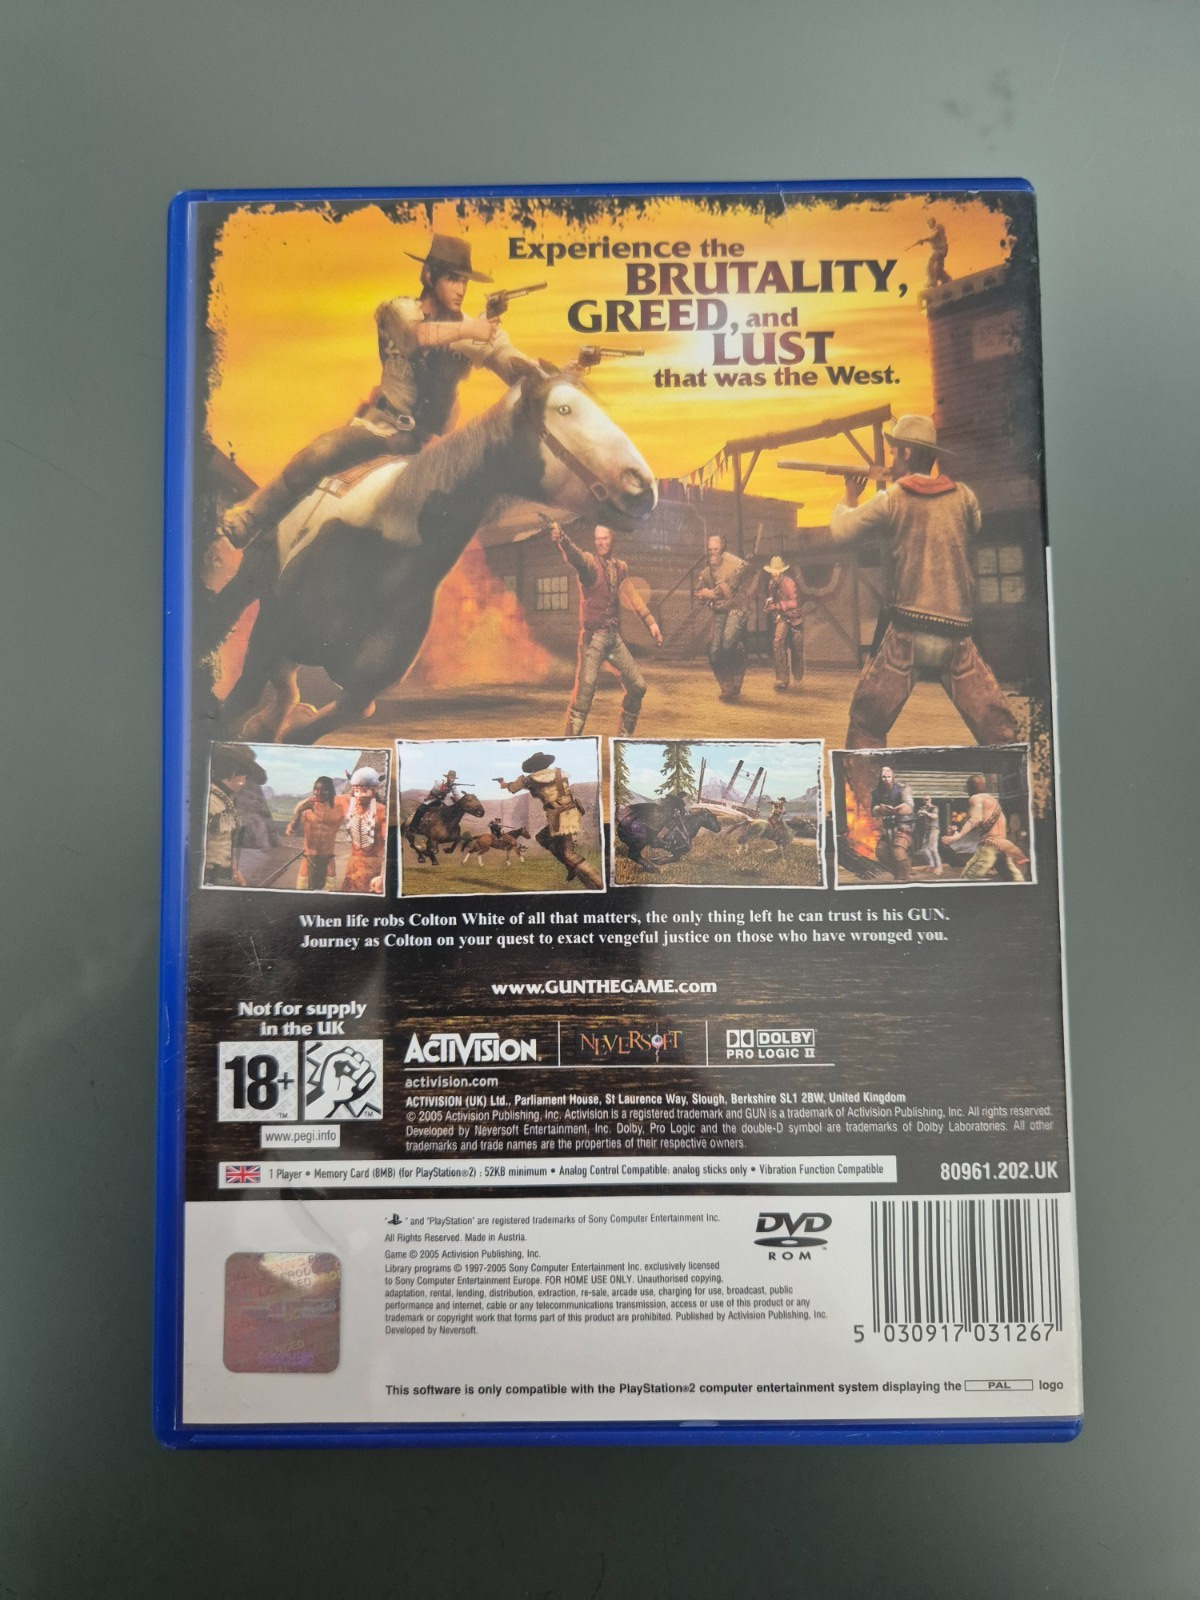 Experience the
BRUTALITY,
GREED, and
LUST
that was the West.
When life robs Colton White of all that matters, the only thing left he can trust is his GUN.
Journey as Colton on your quest to exact vengeful justice on those who have wronged you.
www.GUNTHEGAME.com
Not for supply
in the UK
18+
TM
TM
www.pegi.info
ACTIVISION.
NEVERSOFT
DOLBY
PRO LOGIC II
activision.com
ACTIVISION (UK) Ltd., Parliament House, St Laurence Way, Slough, Berkshire SL1 2BW, United Kingdom
© 2005 Activision Publishing, Inc. Activision is a registered trademark and GUN is a trademark of Activision Publishing, Inc. All rights reserved.
Developed by Neversoft Entertainment, Inc. Dolby, Pro Logic and the double-D symbol are trademarks of Dolby Laboratories. All other
trademarks and trade names are the properties of their respective owners.
1 Player • Memory Card (8MB) (for PlayStation®2) : 52KB minimum • Analog Control Compatible: analog sticks only • Vibration Function Compatible
80961.202.UK
" " and "PlayStation" are registered trademarks of Sony Computer Entertainment Inc.
All Rights Reserved. Made in Austria.
Game © 2005 Activision Publishing, Inc.
Library programs © 1997-2005 Sony Computer Entertainment Inc. exclusively licensed
to Sony Computer Entertainment Europe. FOR HOME USE ONLY. Unauthorised copying,
adaptation, rental, lending, distribution, extraction, re-sale, arcade use, charging for use, broadcast, public
performance and internet, cable or any telecommunications transmission, access or use of this product or any
trademark or copyright work that forms part of this product are prohibited. Published by Activision Publishing, Inc.
Developed by Neversoft.
DVD
ROM
5 030917 031267
This software is only compatible with the PlayStation®2 computer entertainment system displaying the PAL logo